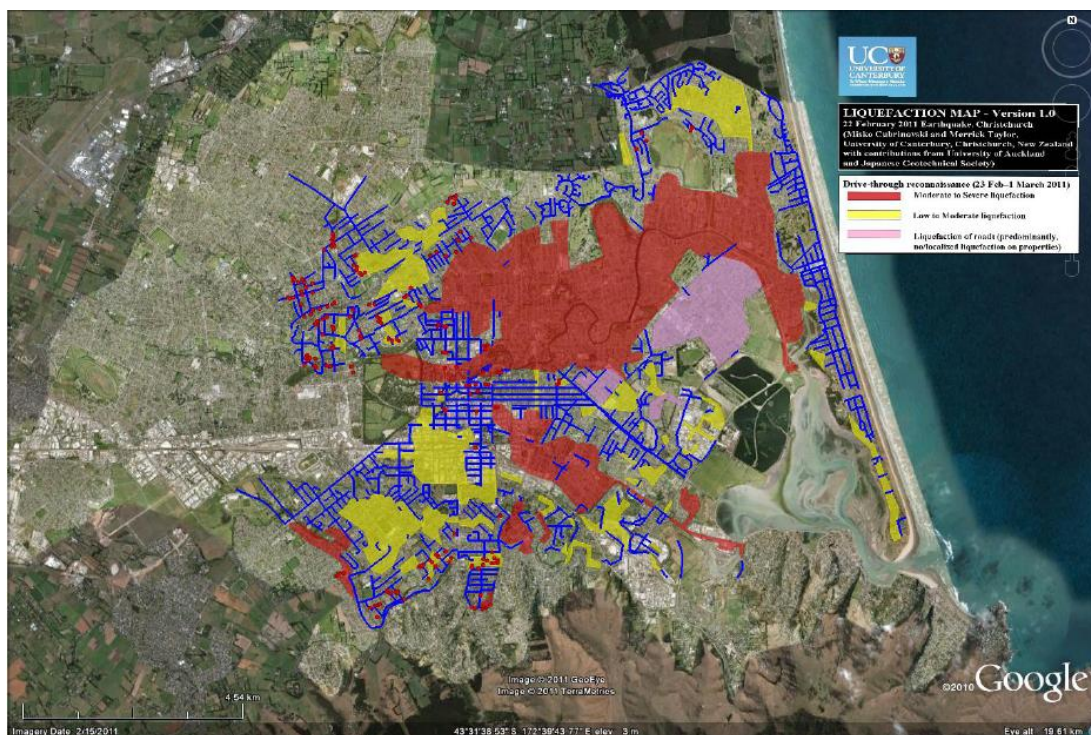 N
UC
UNIVERSITY OF
CANTERBURY
LIQUEFACTION MAP - Version 1.0
22 February 2011 Earthquake, Christchurch
(Misko Cubrinovski and Merrick Taylor,
University of Canterbury, Christchurch, New Zealand
with contributions from University of Auckland
and Japanese Geotechnical Society)
Drive-through reconnaissance (23 Feb-1 March 2011)
Moderate to Severe liquefaction
Low to Moderate liquefaction
Liquefaction of roads (predominantly,
no/localized liquefaction on properties)
4.54 km
Image © 2011 GeoEye
Image © 2011 TerraMetrics
©2010 Google
Imagery Date: 2/15/2011
43°31'38.53" S, 172°39'43.77" E elev. 3 m
Eye alt 19.61 km